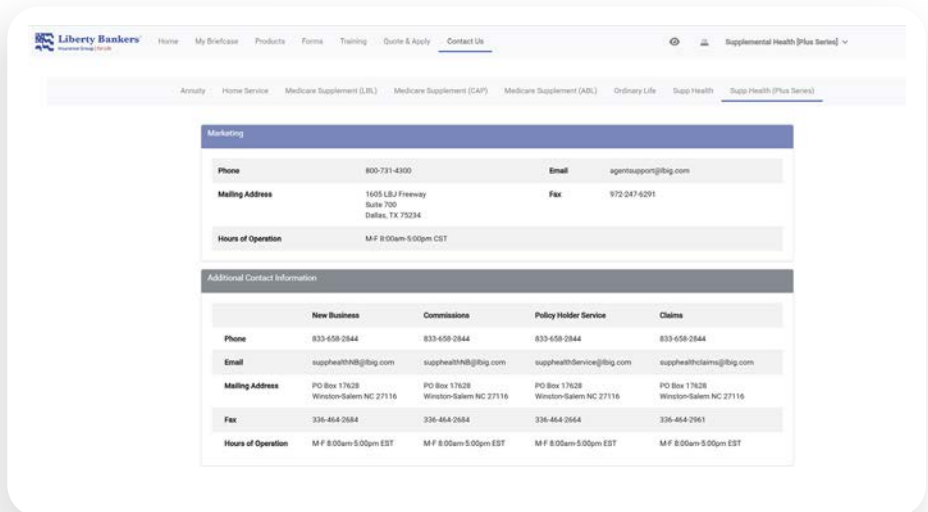 Liberty Bankers
Insurance Group | Est Life
Home My Briefcase Products Forms Training Quote & Apply Contact Us Supplemental Health [Plus Series]
Annuity Home Service Medicare Supplement (LBL) Medicare Supplement (CAP) Medicare Supplement (ABL) Ordinary Life Supp Health Supp Health (Plus Series)
Marketing
Phone 800-731-4300 Email agentsupport@lbig.com
Mailing Address 1605 LBJ Freeway Fax 972-247-6291
Suite 700
Dallas, TX 75234
Hours of Operation M-F 8:00am-5:00pm CST
Additional Contact Information
New Business Commissions Policy Holder Service Claims
Phone 833-658-2844 833-658-2844 833-658-2844 833-658-2844
Email supphealthNB@lbig.com supphealthNB@lbig.com supphealthService@lbig.com supphealthclaims@lbig.com
Mailing Address PO Box 17628 PO Box 17628 PO Box 17628 PO Box 17628
Winston-Salem NC 27116 Winston-Salem NC 27116 Winston-Salem NC 27116 Winston-Salem NC 27116
Fax 336-464-2684 336-464-2684 336-464-2664 336-464-2961
Hours of Operation M-F 8:00am-5:00pm EST M-F 8:00am-5:00pm EST M-F 8:00am-5:00pm EST M-F 8:00am-5:00pm EST